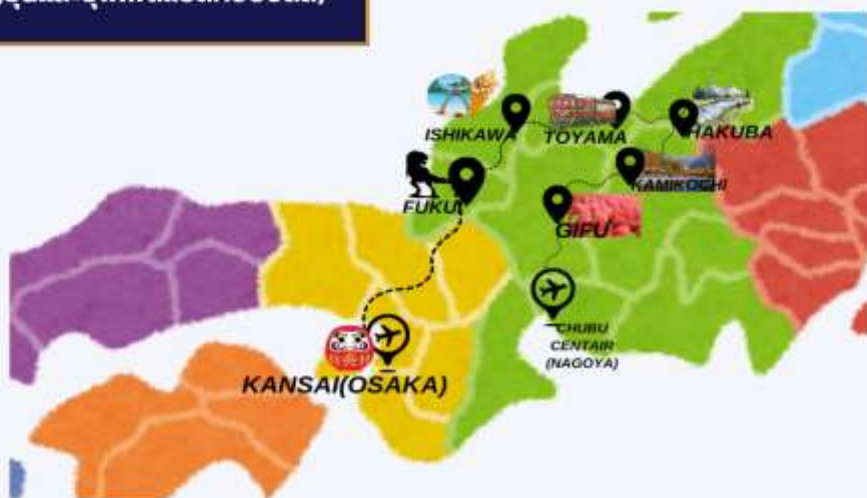 ISHIKAWA
TOYAMA
HAKUBA
KAMIKOCHI
FUKUI
GIFU
CHUBU
CENTAIR
(NAGOYA)
KANSAI(OSAKA)